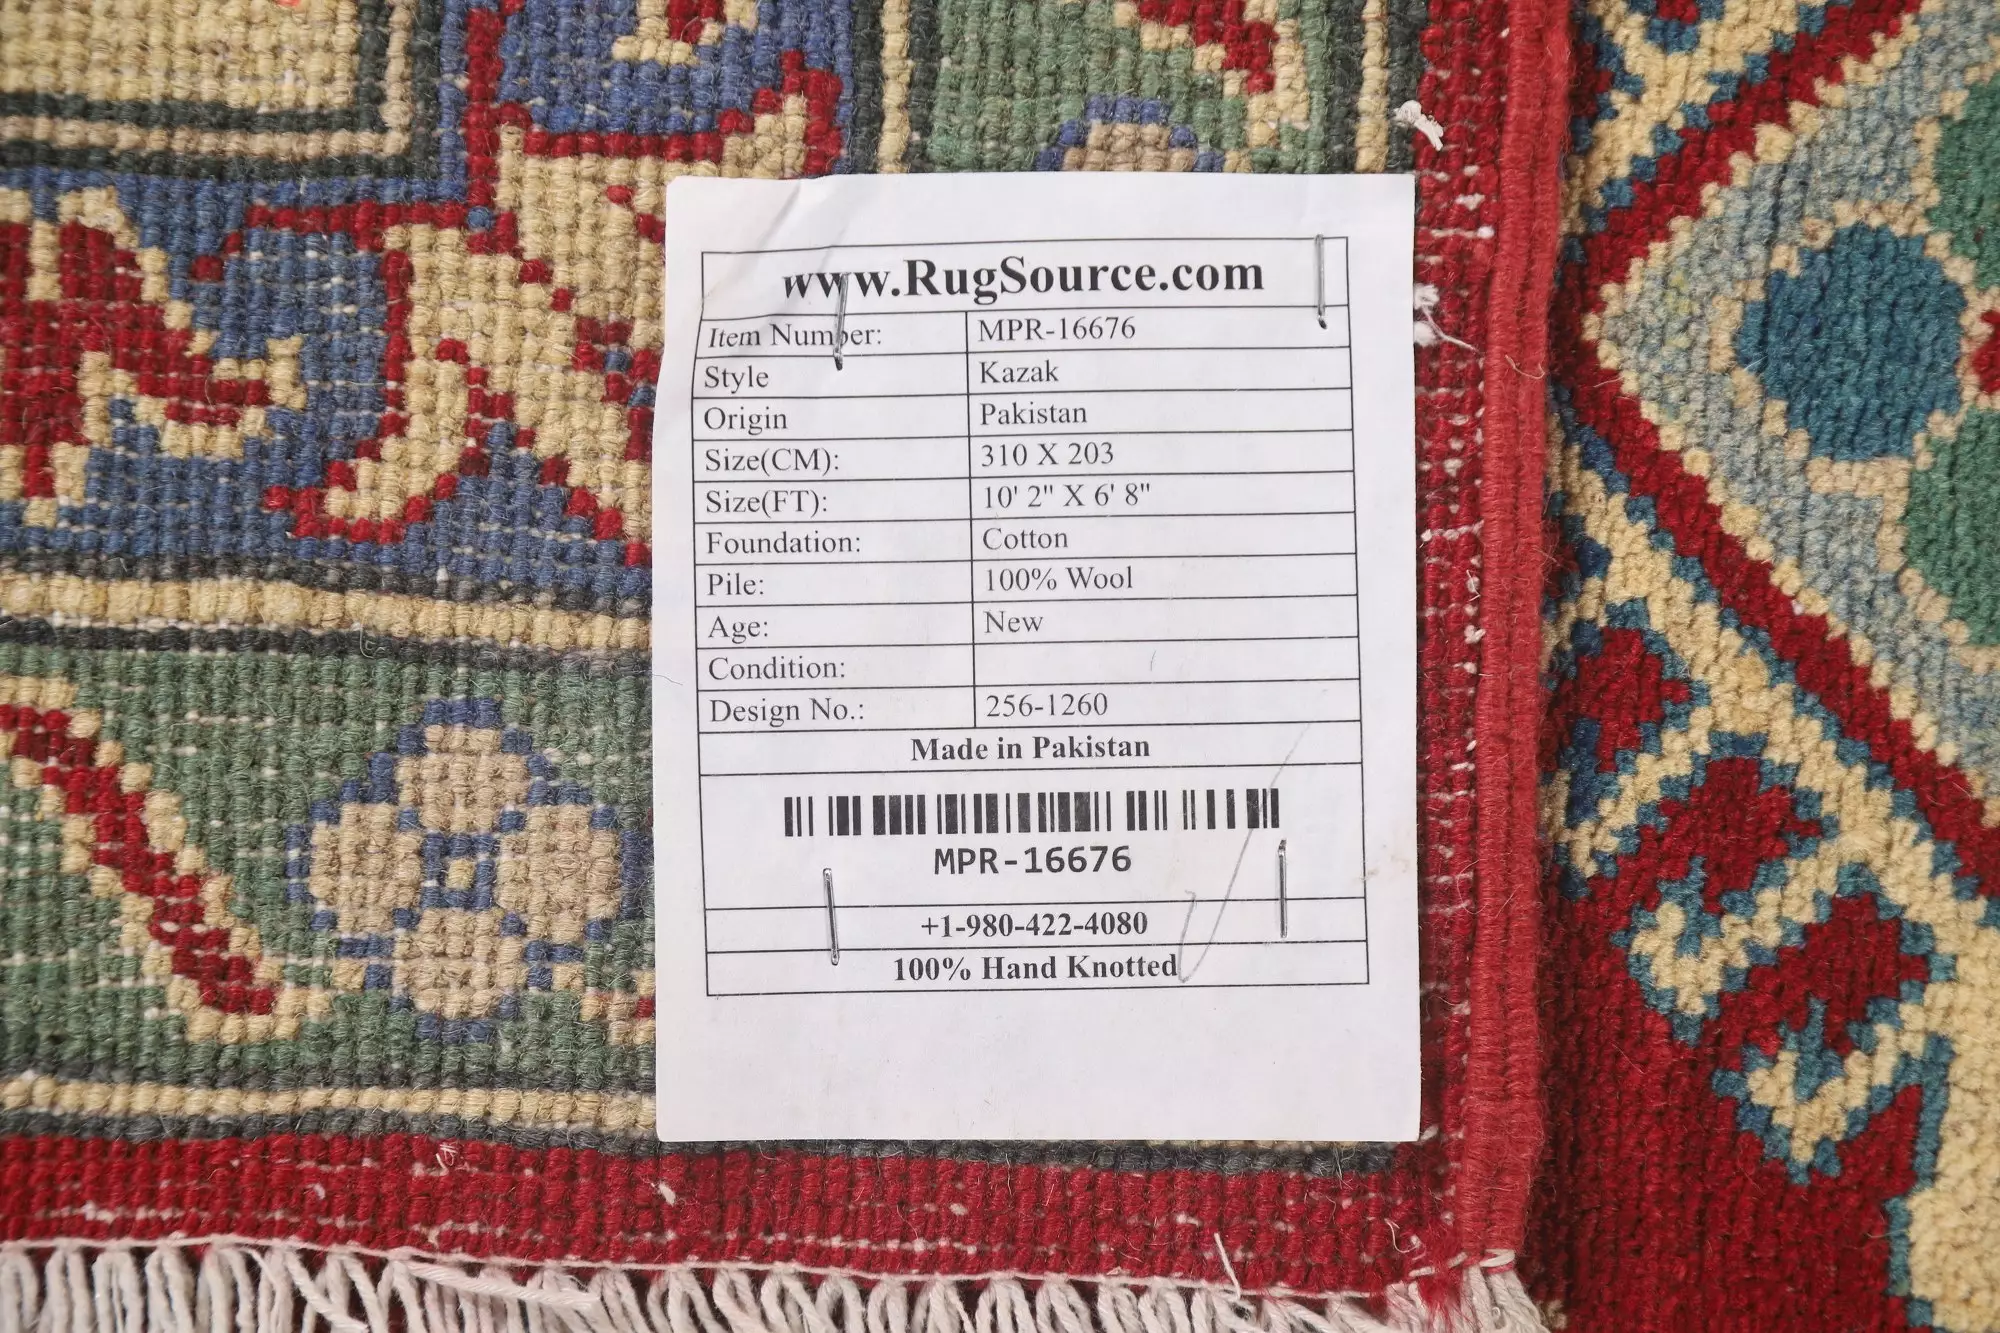 www.RugSource.com
Item Number: MPR-16676
Style Kazak
Origin Pakistan
Size(CM): 310 X 203
Size(FT): 10' 2" X 6' 8"
Foundation: Cotton
Pile: 100% Wool
Age: New
Condition:
Design No.: 256-1260
Made in Pakistan
MPR-16676
+1-980-422-4080
100% Hand Knotted